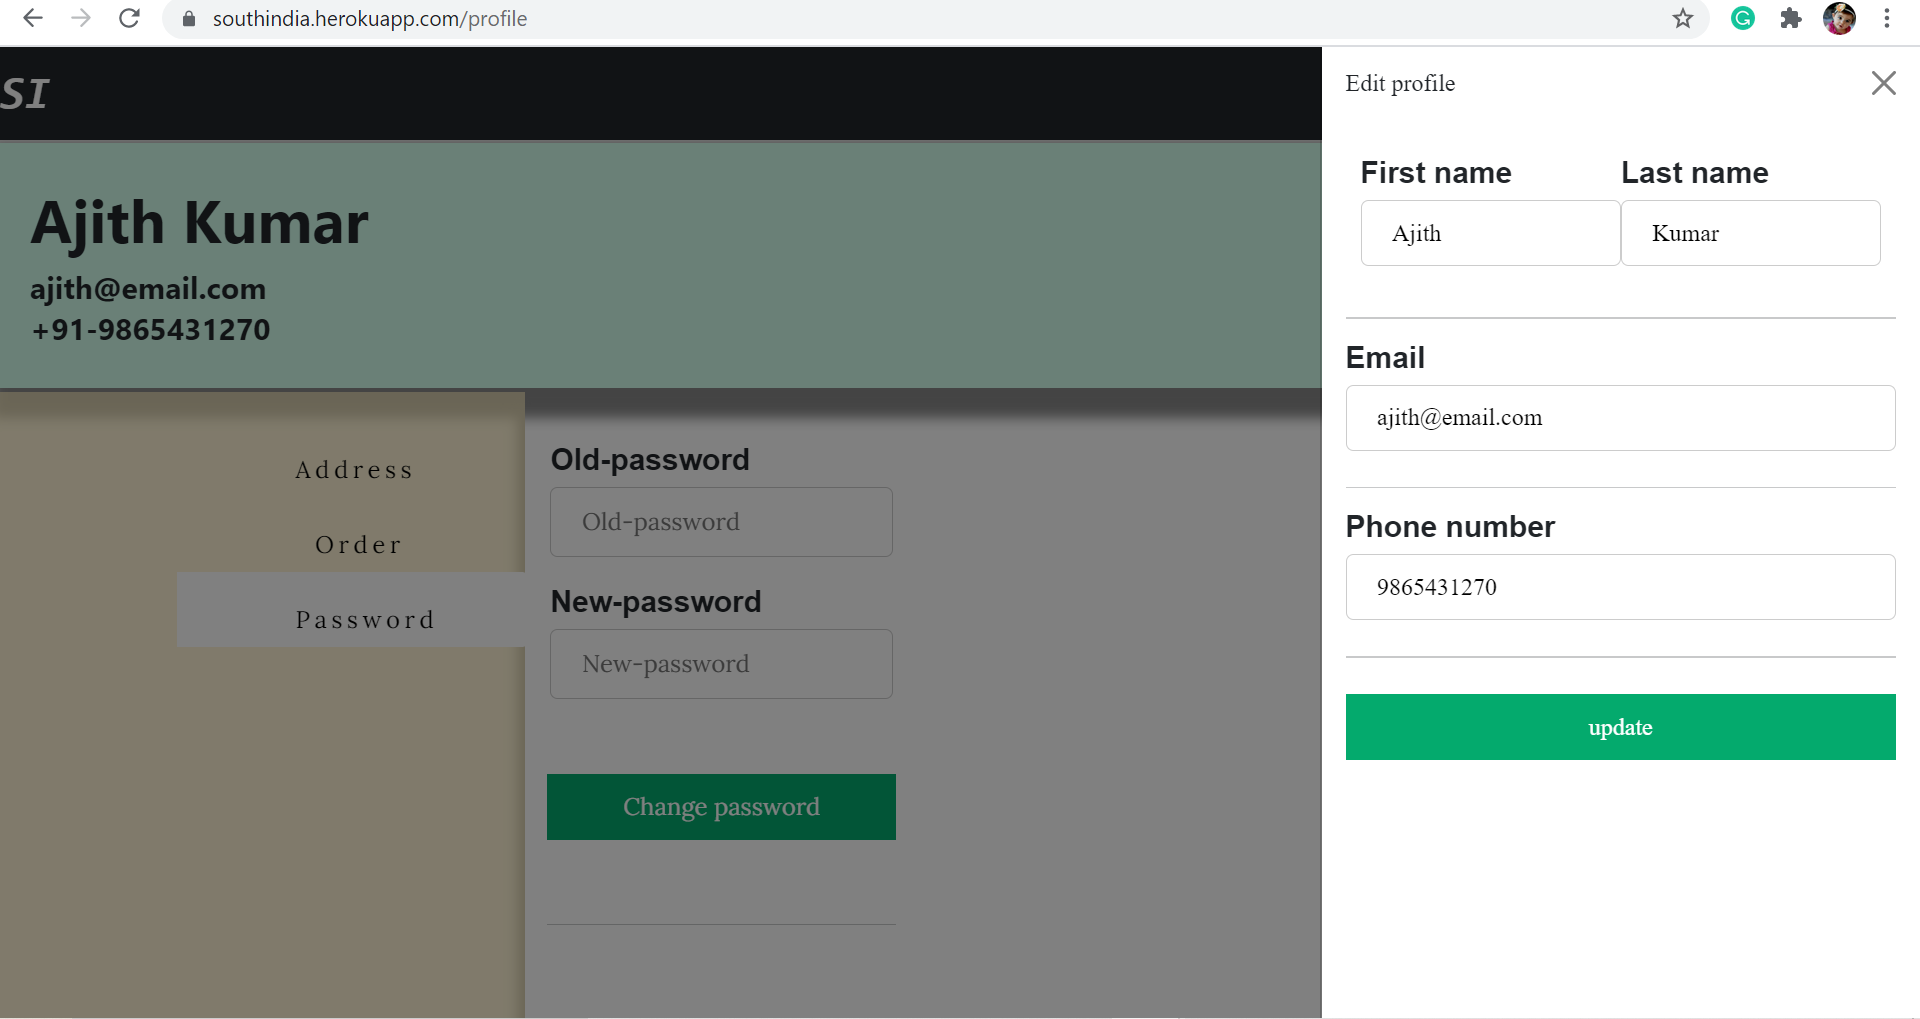 southindia.herokuapp.com/profile
SI
Ajith Kumar
ajith@email.com
+91-9865431270
Address
Order
Password
Old-password
Old-password
New-password
New-password
Change password
Edit profile
First name Last name
Ajith Kumar
Email
ajith@email.com
Phone number
9865431270
update